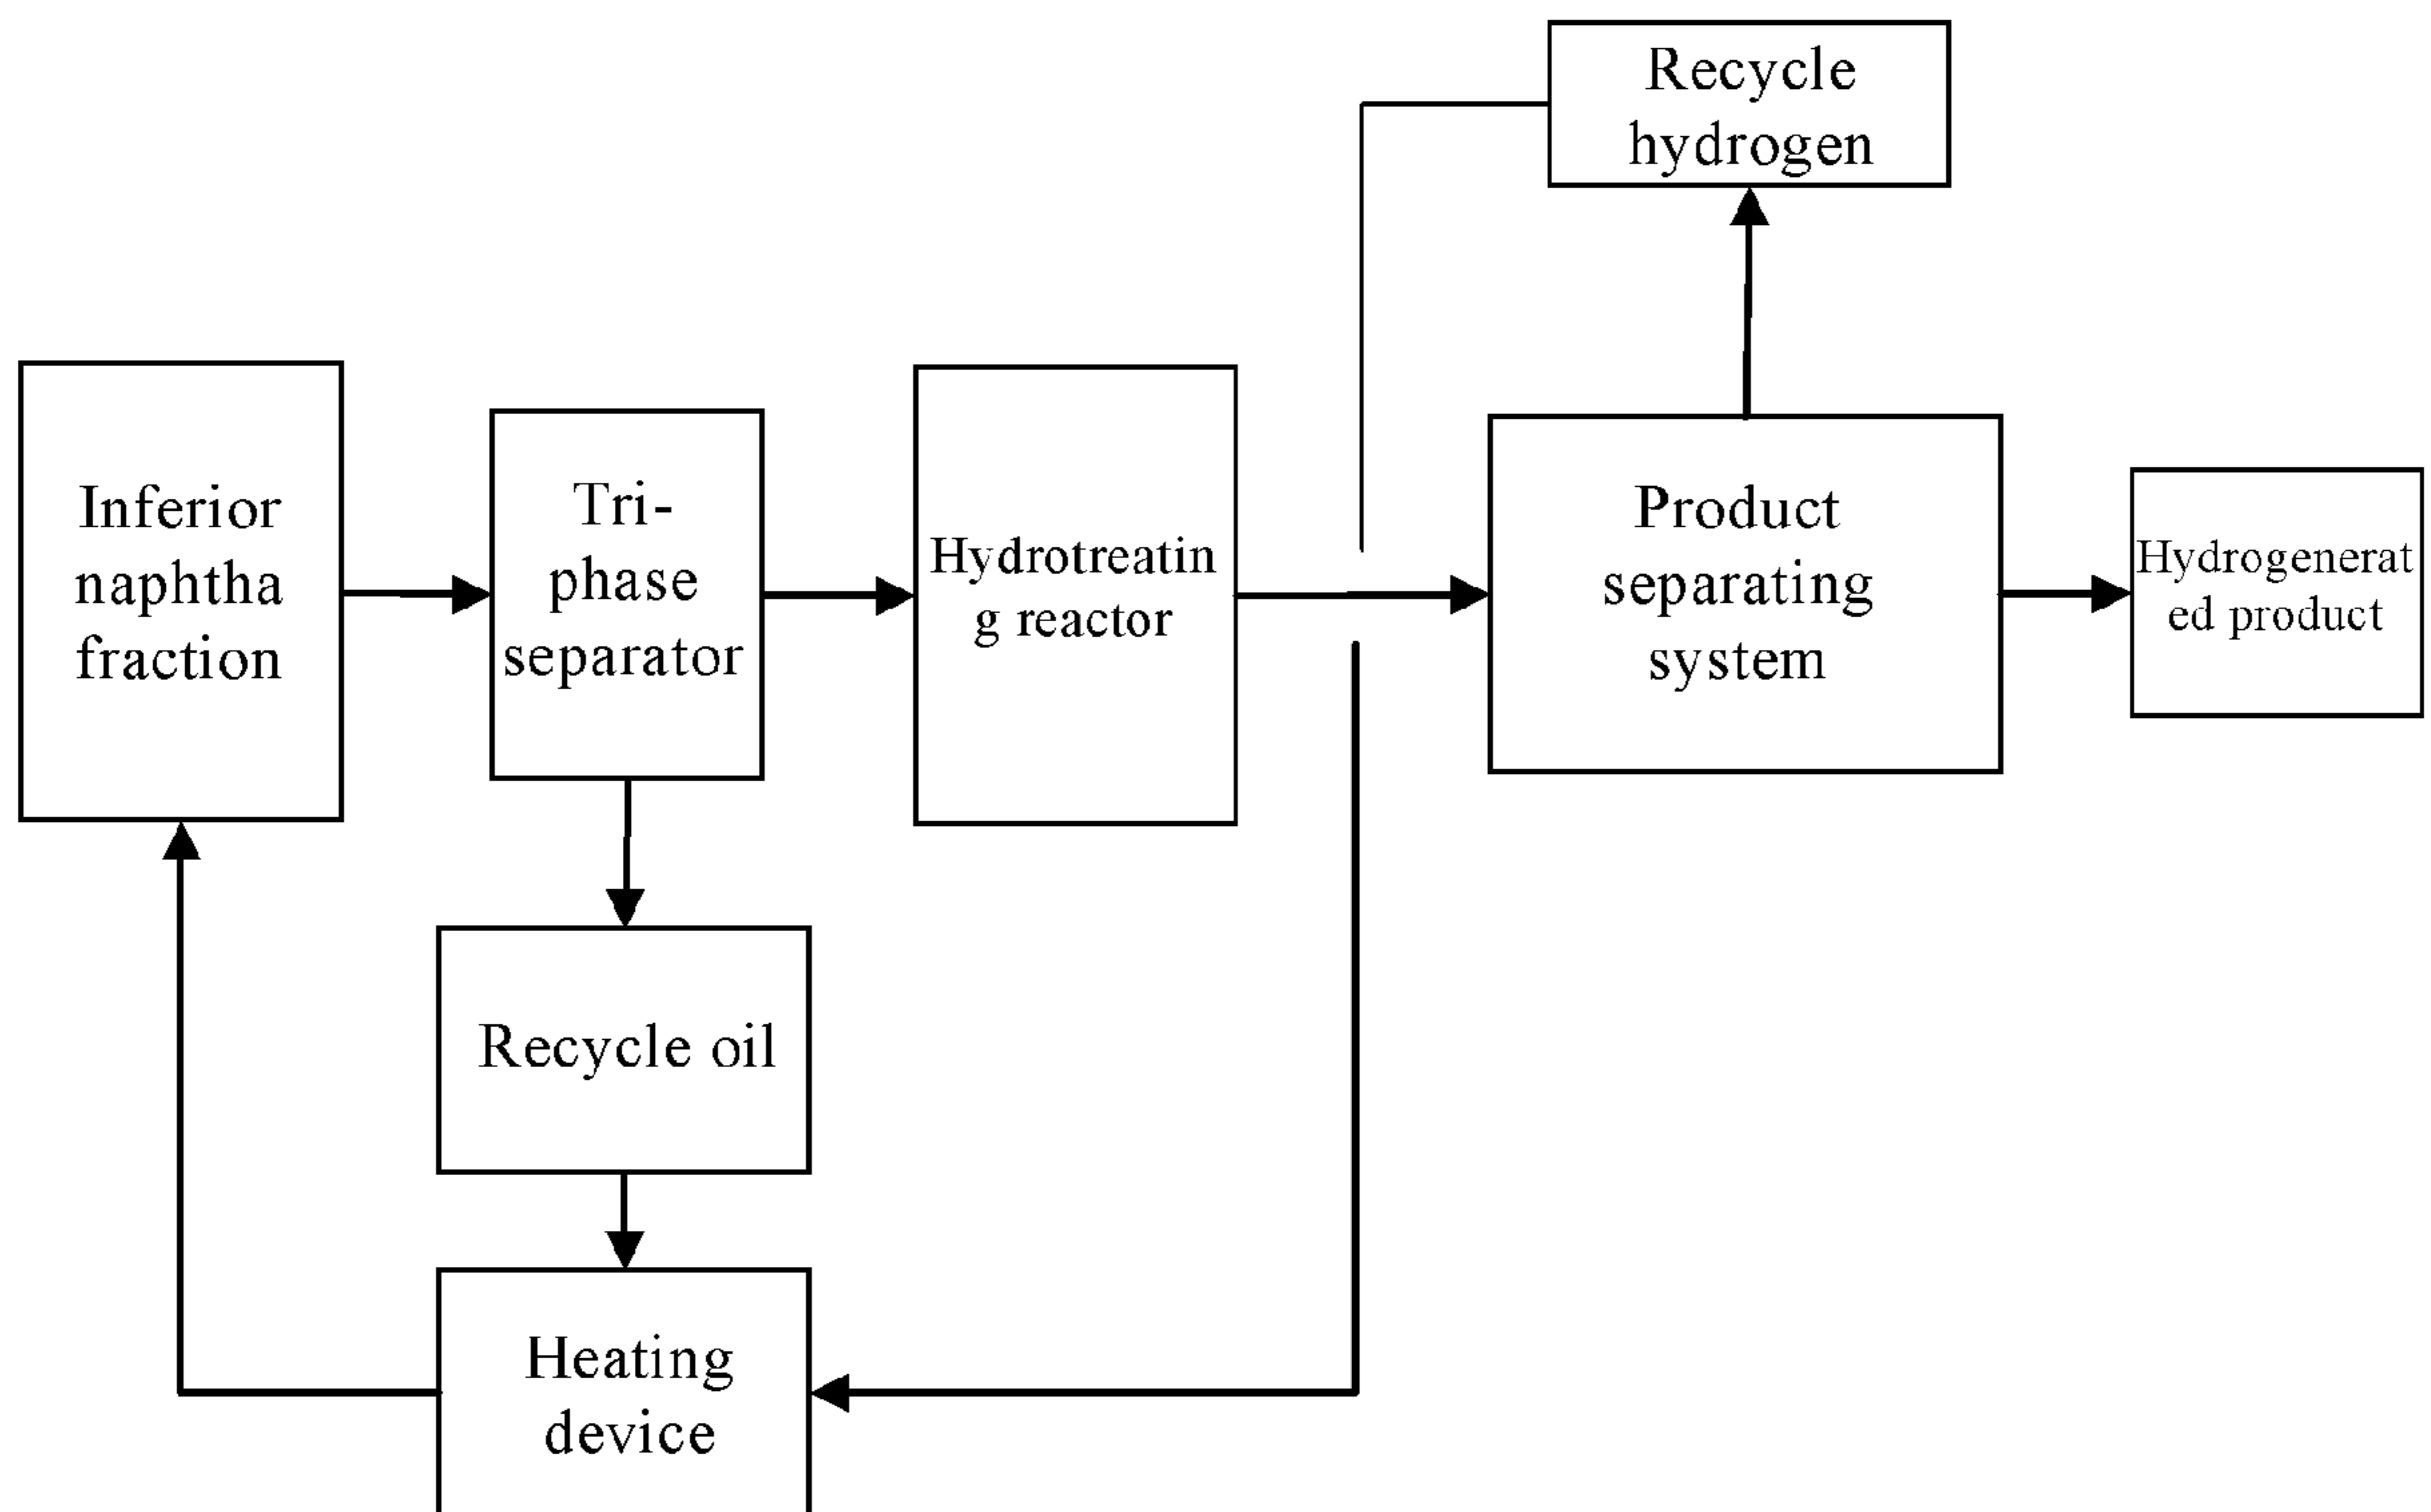 Recycle
hydrogen
Inferior
naphtha
fraction
Tri-
phase
separator
Hydrotreatin
g reactor
Product
separating
system
Hydrogenerat
ed product
Recycle oil
Heating
device